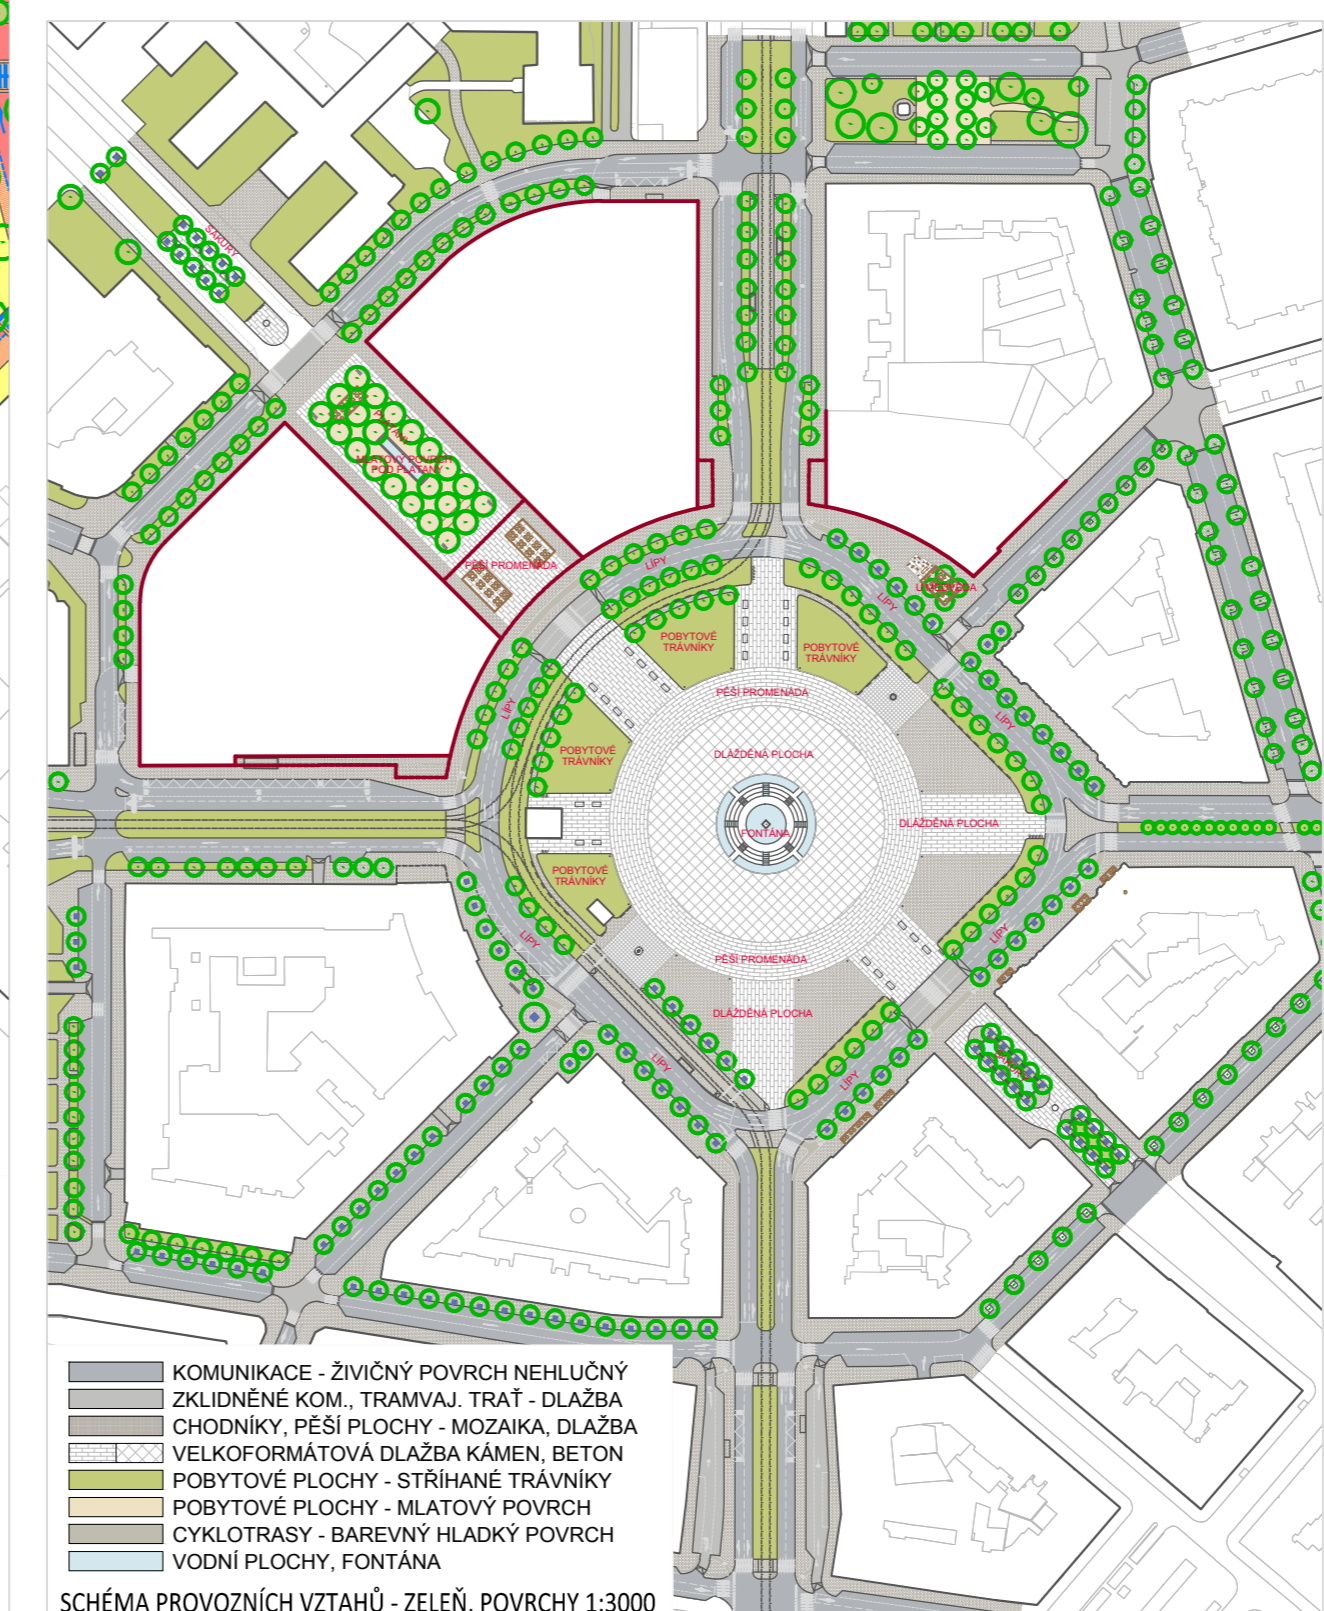 SAKURY
PLATANY
MLATOVÝ POVRCH
POD PLATANY
PĚŠÍ PROMENÁDA
LÍPY
LÍPY
POBYTOVÉ
TRÁVNÍKY
POBYTOVÉ
TRÁVNÍKY
PĚŠÍ PROMENÁDA
LÍPY
LÍPY
POBYTOVÉ
TRÁVNÍKY
DLÁŽDĚNÁ PLOCHA
FONTÁNA
DLÁŽDĚNÁ PLOCHA
POBYTOVÉ
TRÁVNÍKY
LÍPY
LÍPY
PĚŠÍ PROMENÁDA
DLÁŽDĚNÁ PLOCHA
LÍPY
LÍPY
SAKURY
KOMUNIKACE - ŽIVIČNÝ POVRCH NEHLUČNÝ
ZKLIDNĚNÉ KOM., TRAMVAJ. TRAŤ - DLAŽBA
CHODNÍKY, PĚŠÍ PLOCHY - MOZAIKA, DLAŽBA
VELKOFORMÁTOVÁ DLAŽBA KÁMEN, BETON
POBYTOVÉ PLOCHY - STŘÍHANÉ TRÁVNÍKY
POBYTOVÉ PLOCHY - MLATOVÝ POVRCH
CYKLOTRASY - BAREVNÝ HLADKÝ POVRCH
VODNÍ PLOCHY, FONTÁNA
SCHÉMA PROVOZNÍCH VZTAHŮ - ZELEŇ, POVRCHY 1:3000